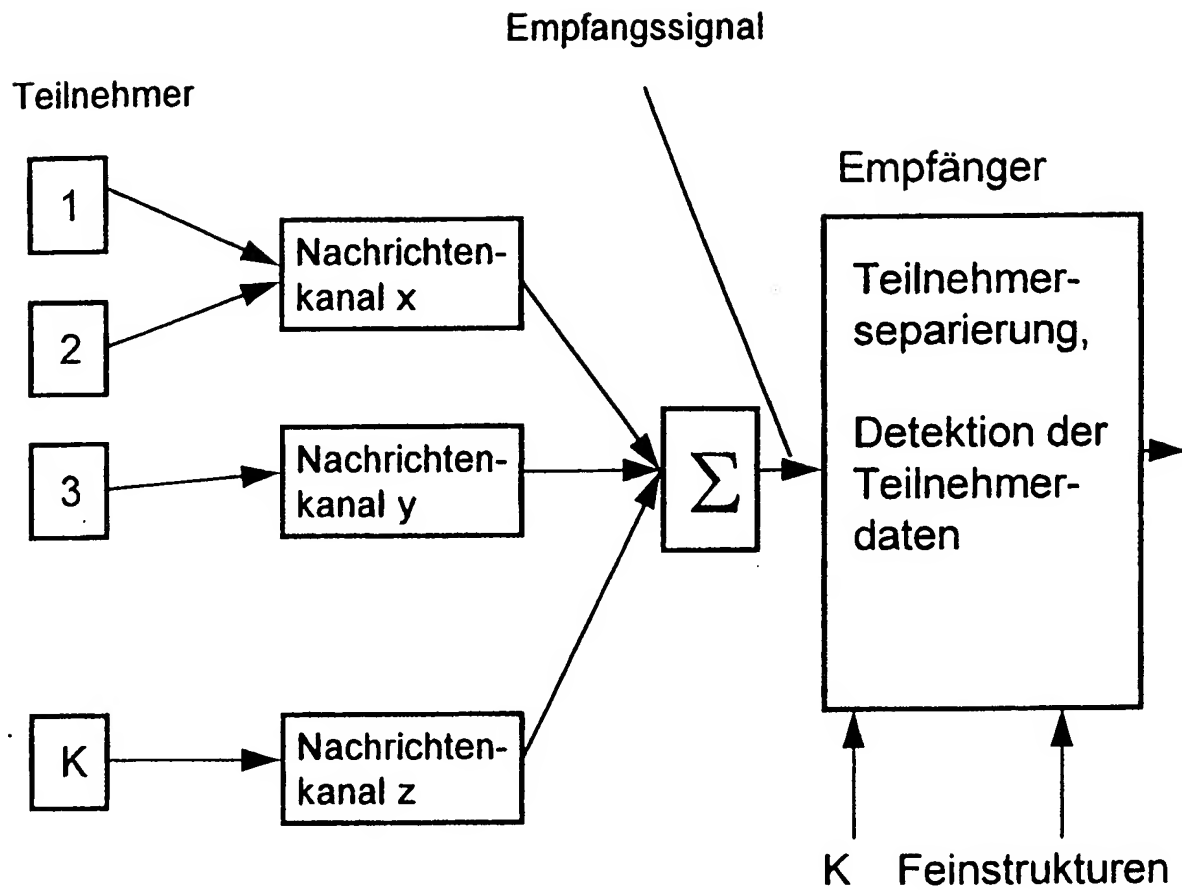 Empfangssignal
Teilnehmer
Empfänger
1
2
3
K
Nachrichten-
kanal x
Nachrichten-
kanal y
Nachrichten-
kanal z
Σ
Teilnehmer-
separierung,
Detektion der
Teilnehmer-
daten
K Feinstrukturen